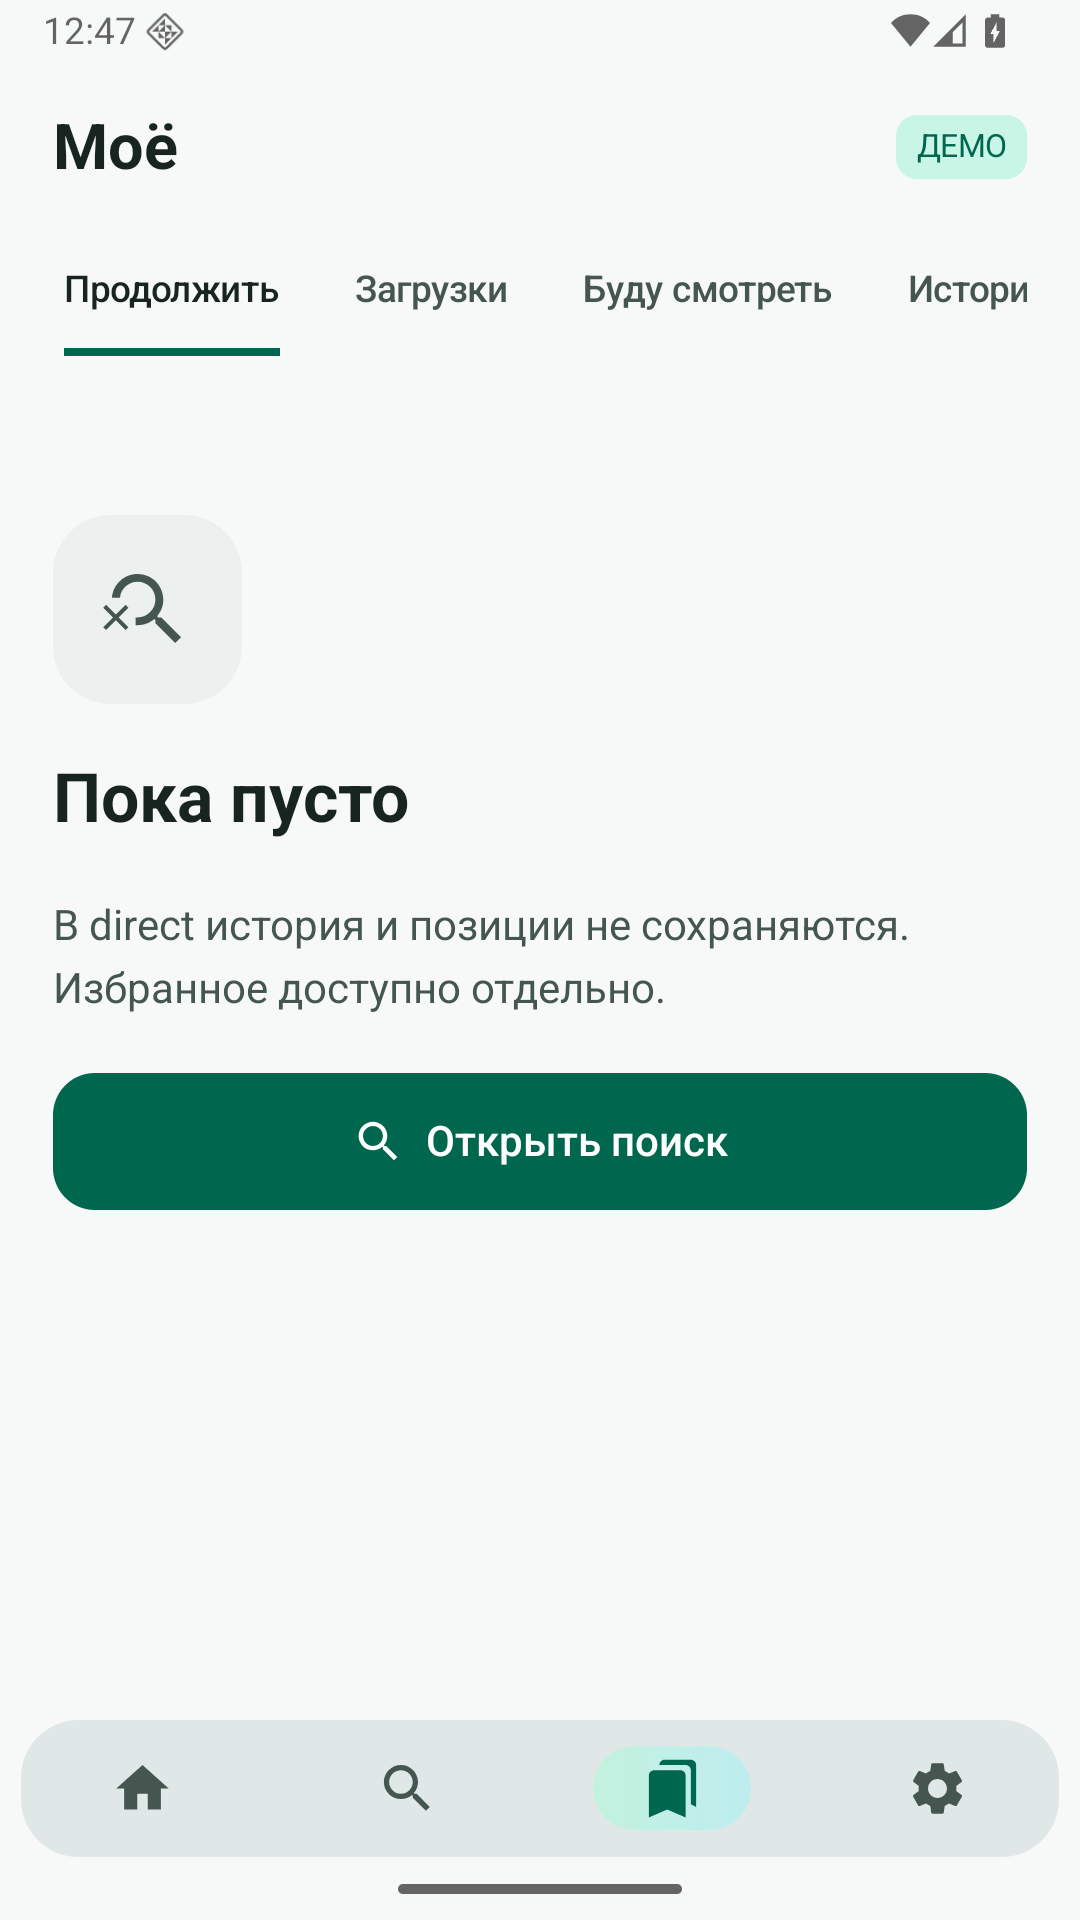 12:47
Моё
ДЕМО
Продолжить Загрузки Буду смотреть Истори
Пока пусто
В direct история и позиции не сохраняются.
Избранное доступно отдельно.
Открыть поиск